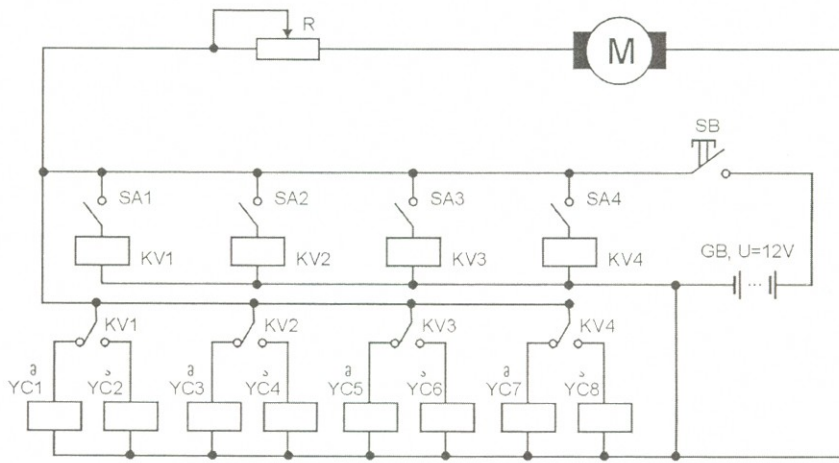 R
M
SB
SA1 SA2 SA3 SA4
KV1 KV2 KV3 KV4
GB, U=12V
KV1 KV2 KV3 KV4
YC1 YC2 YC3 YC4 YC5 YC6 YC7 YC8